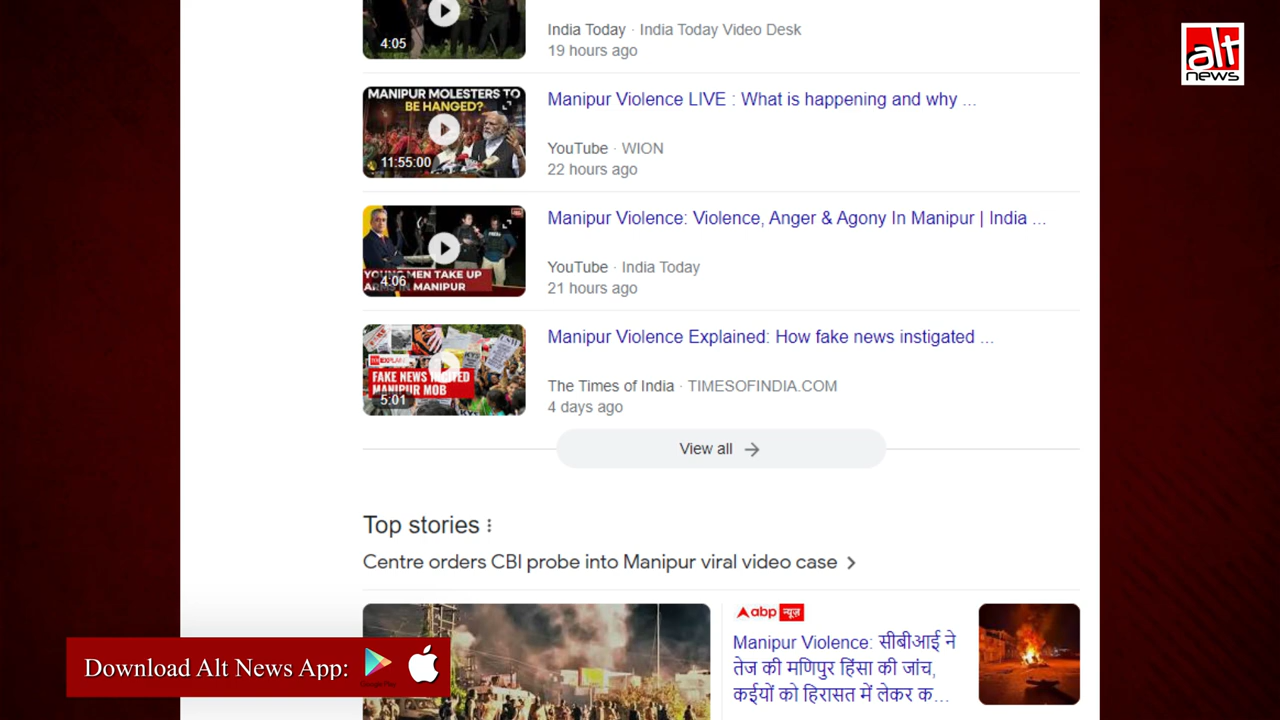 alt
news
4:05
India Today · India Today Video Desk
19 hours ago
MANIPUR MOLESTERS TO
BE HANGED?
11:55:00
Manipur Violence LIVE : What is happening and why ...
YouTube · WION
22 hours ago
YOUNG MEN TAKE UP
ARMS IN MANIPUR
4:06
Manipur Violence: Violence, Anger & Agony In Manipur | India ...
YouTube · India Today
21 hours ago
FAKE NEWS INCITED
MANIPUR MOB
5:01
Manipur Violence Explained: How fake news instigated ...
The Times of India · TIMESOFINDIA.COM
4 days ago
View all
Top stories
Centre orders CBI probe into Manipur viral video case
abp न्यूज़
Manipur Violence: सीबीआई ने
तेज की मणिपुर हिंसा की जांच,
कईयों को हिरासत में लेकर क...
Download Alt News App:
Google Play